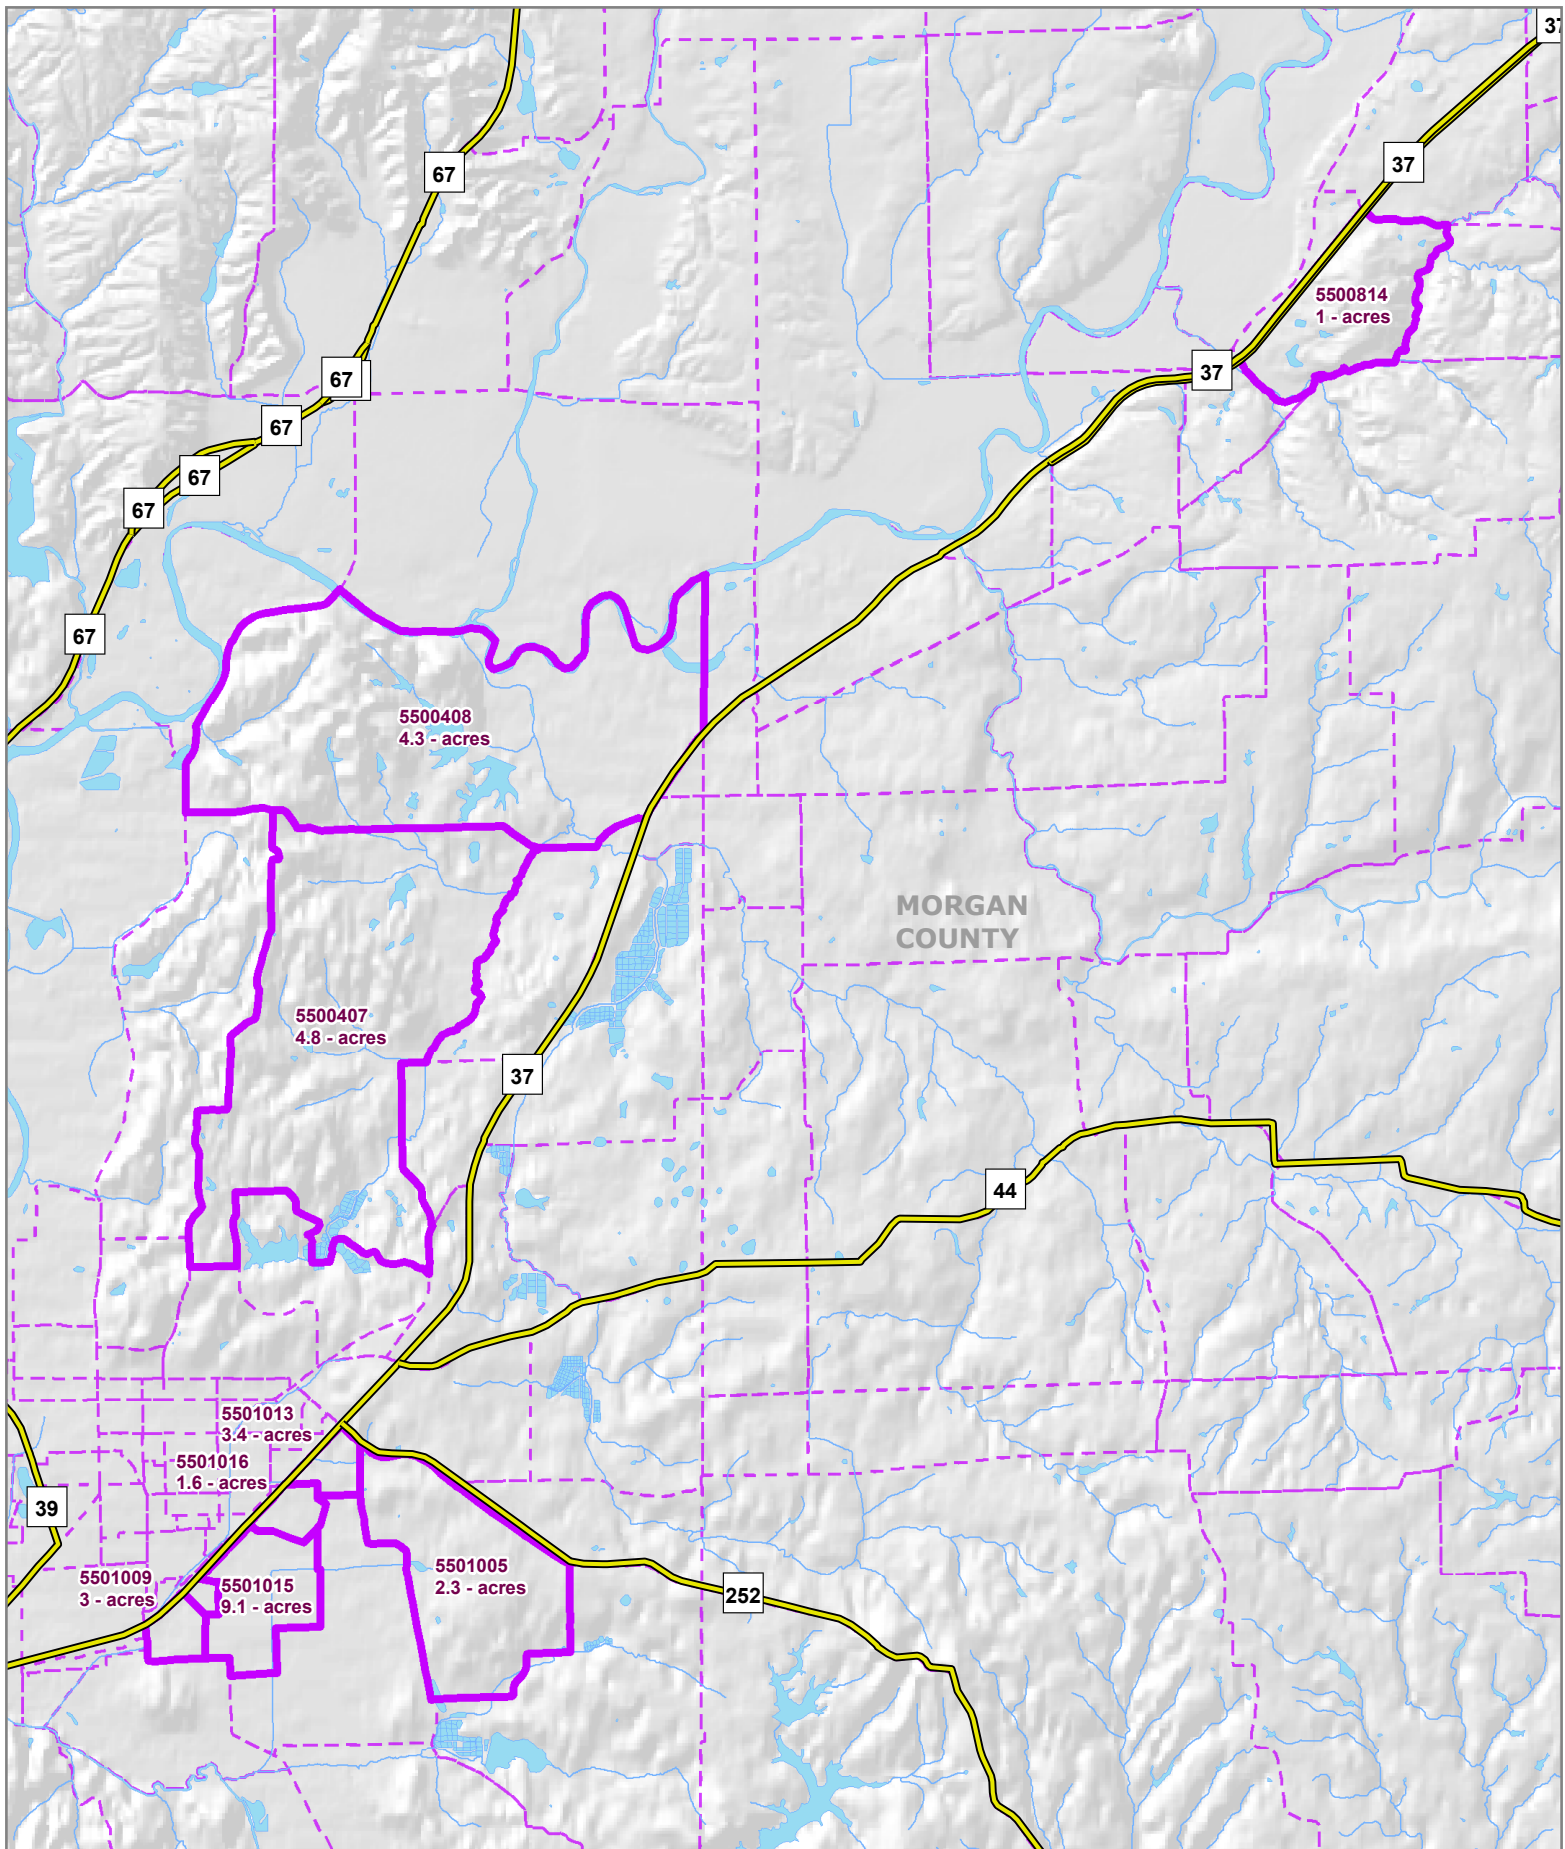 37
67
37
5500814
1 - acres
37
67
67
67
67
67
5500408
4.3 - acres
MORGAN
COUNTY
5500407
4.8 - acres
37
44
5501013
3.4 - acres
5501016
1.6 - acres
39
5501009
3 - acres
5501015
9.1 - acres
5501005
2.3 - acres
252